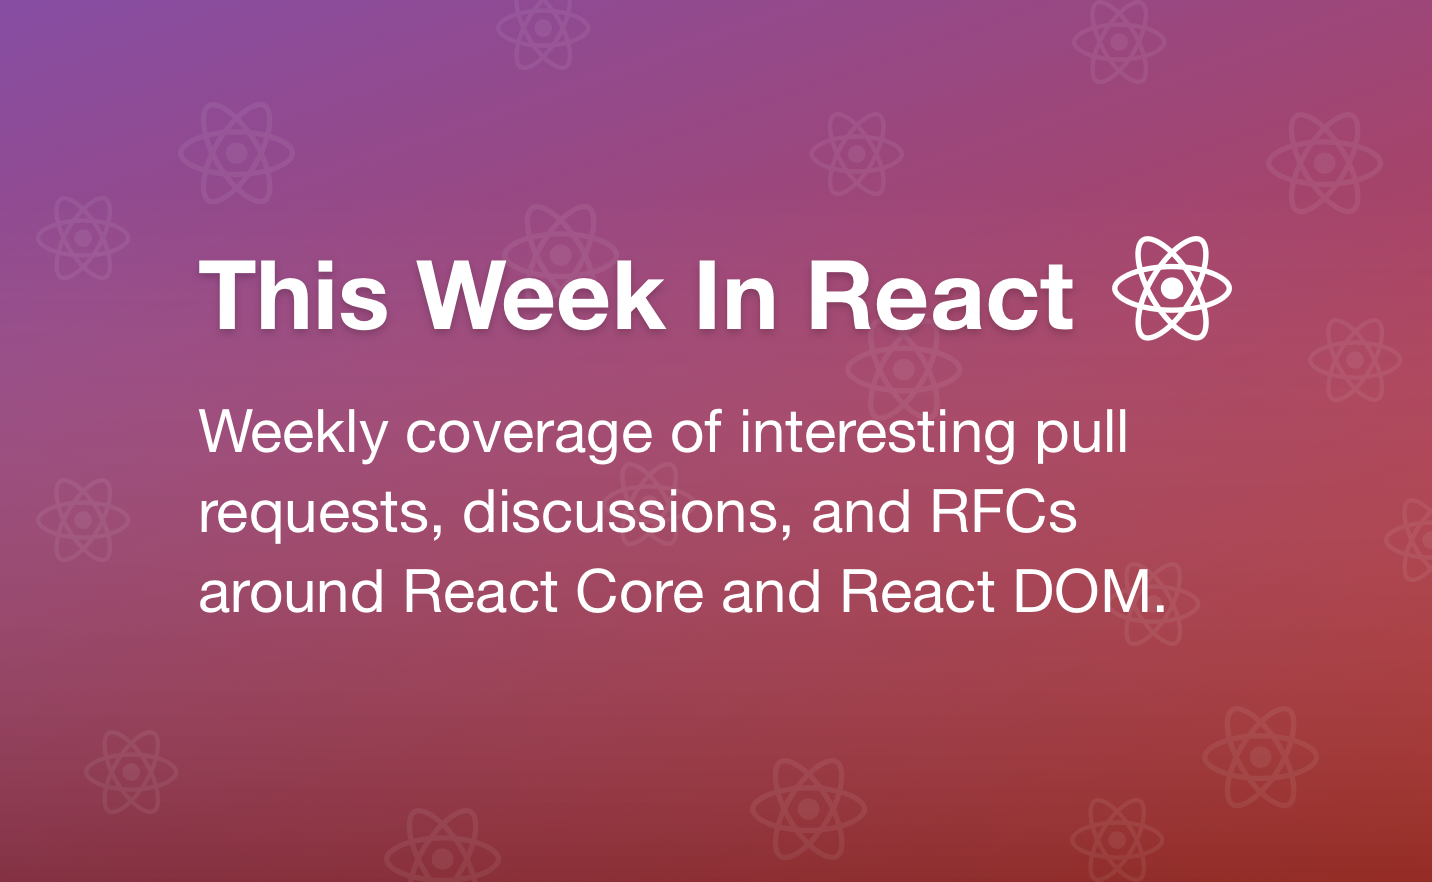 This Week In React
Weekly coverage of interesting pull
requests, discussions, and RFCs
around React Core and React DOM.